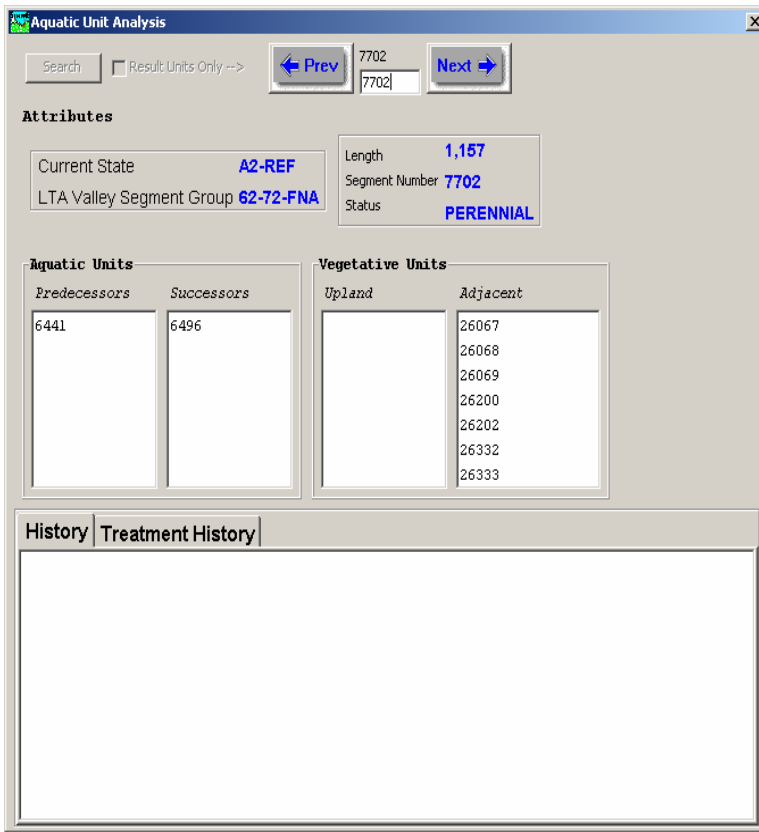 Aquatic Unit Analysis
Search Result Units Only --> Prev 7702 Next
7702
Attributes
Current State A2-REF
LTA Valley Segment Group 62-72-FNA
Length 1,157
Segment Number 7702
Status PERENNIAL
Aquatic Units
Predecessors Successors
6441 6496
Vegetative Units
Upland Adjacent
26067
26068
26069
26200
26202
26332
26333
History Treatment History